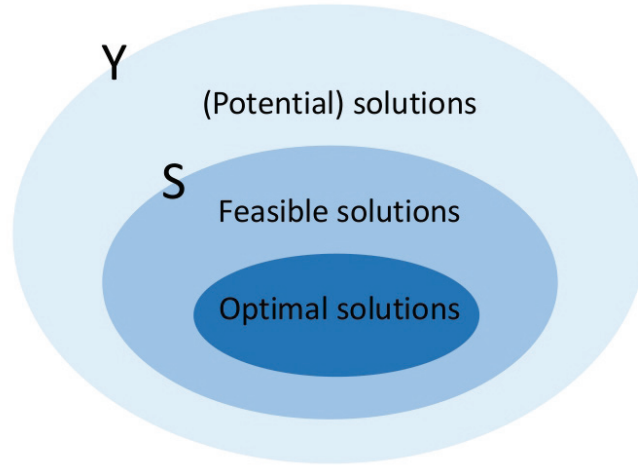 Y
(Potential) solutions
S
Feasible solutions
Optimal solutions